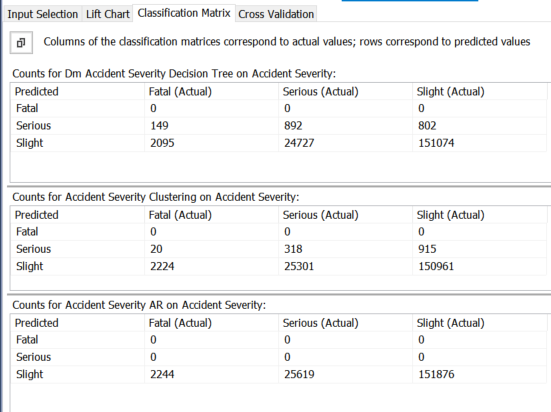 Input Selection Lift Chart Classification Matrix Cross Validation
Columns of the classification matrices correspond to actual values; rows correspond to predicted values
Counts for Dm Accident Severity Decision Tree on Accident Severity:
Predicted Fatal (Actual) Serious (Actual) Slight (Actual)
Fatal 0 0 0
Serious 149 892 802
Slight 2095 24727 151074
Counts for Accident Severity Clustering on Accident Severity:
Predicted Fatal (Actual) Serious (Actual) Slight (Actual)
Fatal 0 0 0
Serious 20 318 915
Slight 2224 25301 150961
Counts for Accident Severity AR on Accident Severity:
Predicted Fatal (Actual) Serious (Actual) Slight (Actual)
Fatal 0 0 0
Serious 0 0 0
Slight 2244 25619 151876